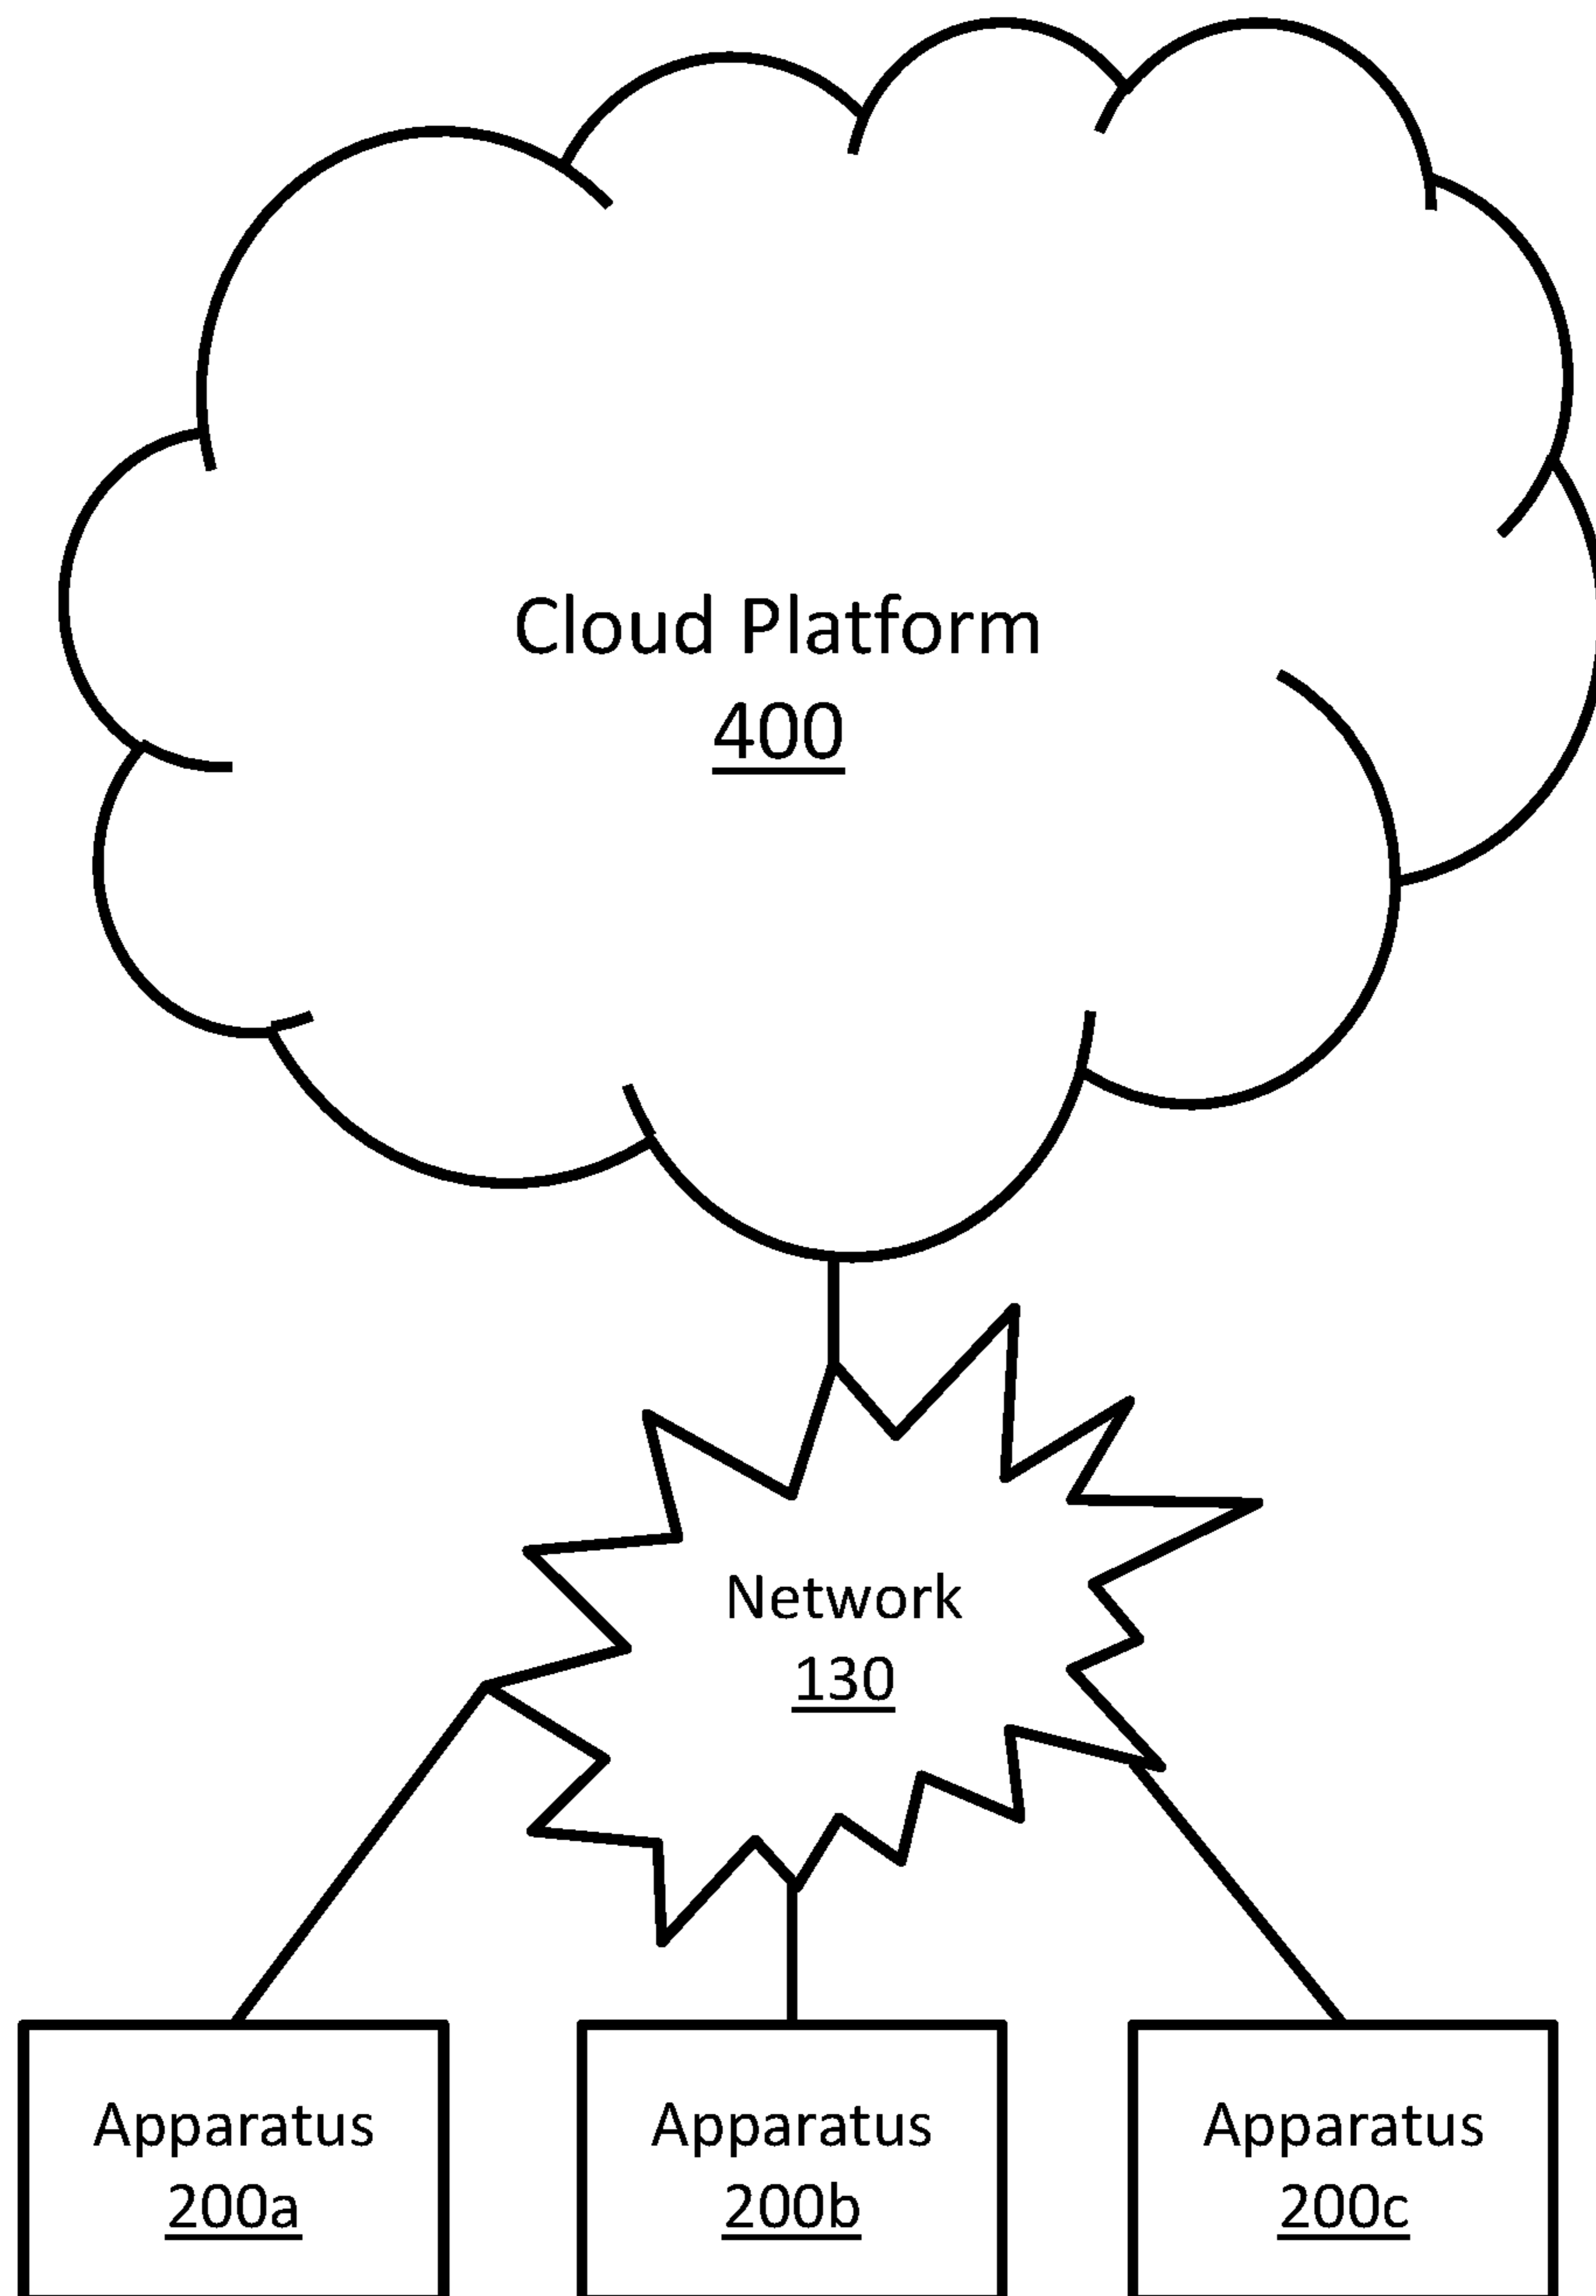 Cloud Platform
400
Network
130
Apparatus
200a
Apparatus
200b
Apparatus
200c